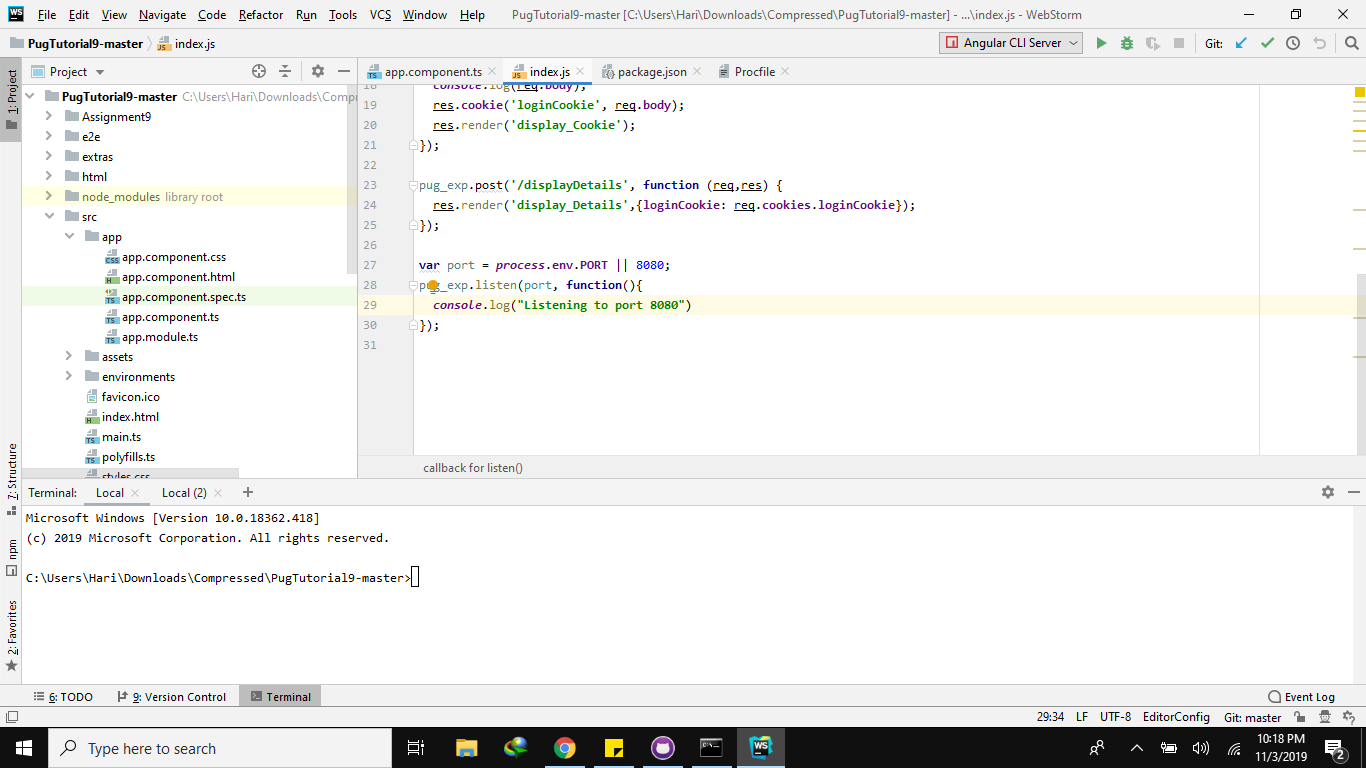 WS File Edit View Navigate Code Refactor Run Tools VCS Window Help PugTutorial9-master [C:\Users\Hari\Downloads\Compressed\PugTutorial9-master] - ...\index.js - WebStorm
PugTutorial9-master index.js Angular CLI Server Git:
1: Project
Project
app.component.ts index.js package.json Procfile
PugTutorial9-master C:\Users\Hari\Downloads\Compr
Assignment9
e2e
extras
html
node_modules library root
src
app
app.component.css
app.component.html
app.component.spec.ts
app.component.ts
app.module.ts
assets
environments
favicon.ico
index.html
main.ts
polyfills.ts
styles.css
18 console.log(req.body);
19 res.cookie('loginCookie', req.body);
20 res.render('display_Cookie');
21 });
22
23 pug_exp.post('/displayDetails', function (req,res) {
24 res.render('display_Details',{loginCookie: req.cookies.loginCookie});
25 });
26
27 var port = process.env.PORT || 8080;
28 pug_exp.listen(port, function(){
29 console.log("Listening to port 8080")
30 });
31
callback for listen()
7: Structure
npm
2: Favorites
Terminal: Local Local (2)
Microsoft Windows [Version 10.0.18362.418]
(c) 2019 Microsoft Corporation. All rights reserved.
C:\Users\Hari\Downloads\Compressed\PugTutorial9-master>
6: TODO 9: Version Control Terminal Event Log
29:34 LF UTF-8 EditorConfig Git: master
Type here to search WS 10:18 PM
11/3/2019
2